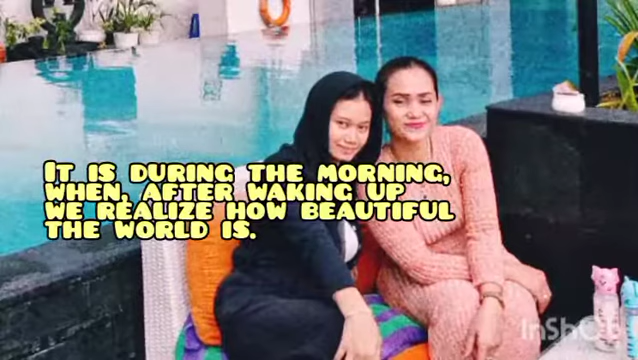 It is during the morning,
when, after waking up
we realize how beautiful
the world is.
InShOt